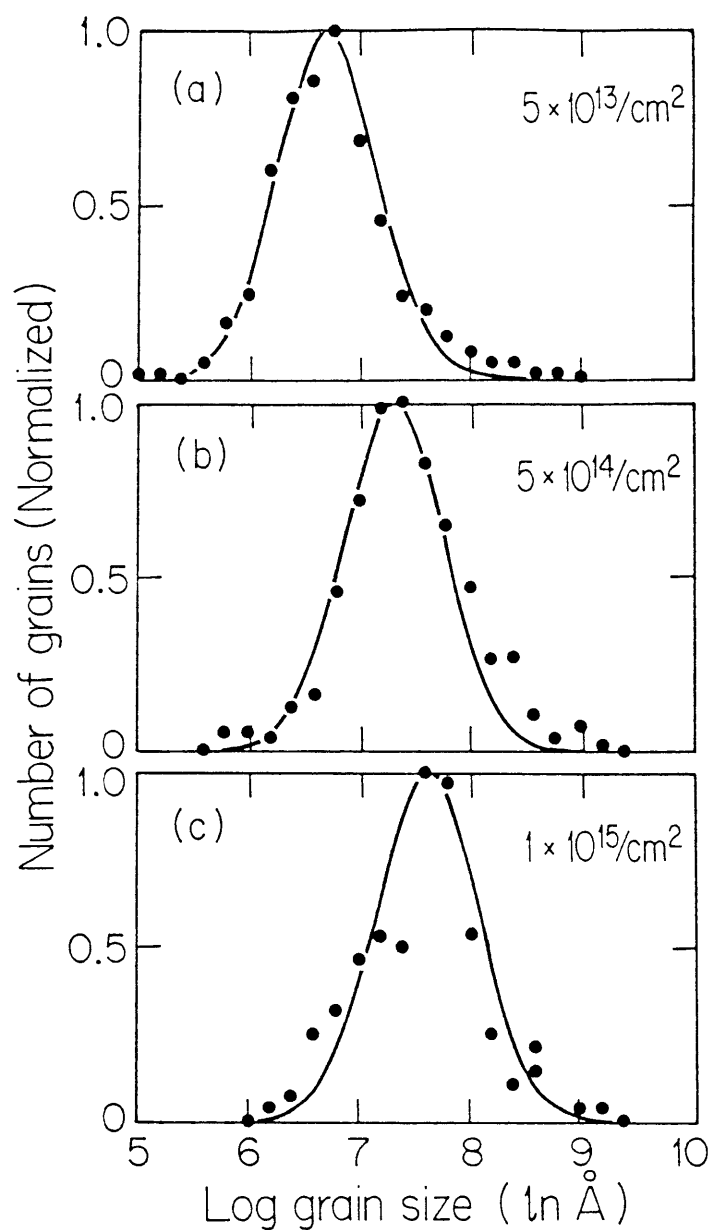 Number of grains (Normalized)
1.0
(a)
5 × 10¹³/cm²
0.5
0
1.0
(b)
5 × 10¹⁴/cm²
0.5
0
1.0
(c)
1 × 10¹⁵/cm²
0.5
0
5 6 7 8 9 10
Log grain size (ln Å)